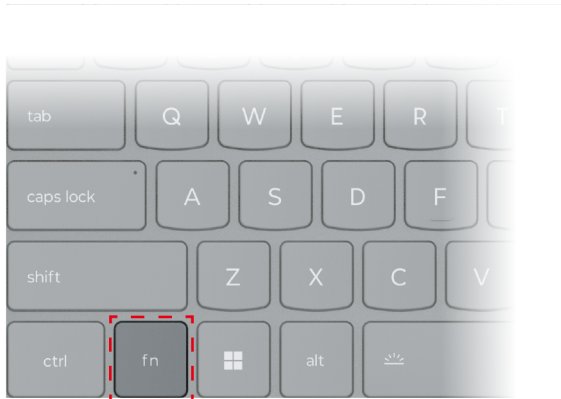 tab Q W E R T
caps lock A S D F
shift Z X C V
ctrl fn alt